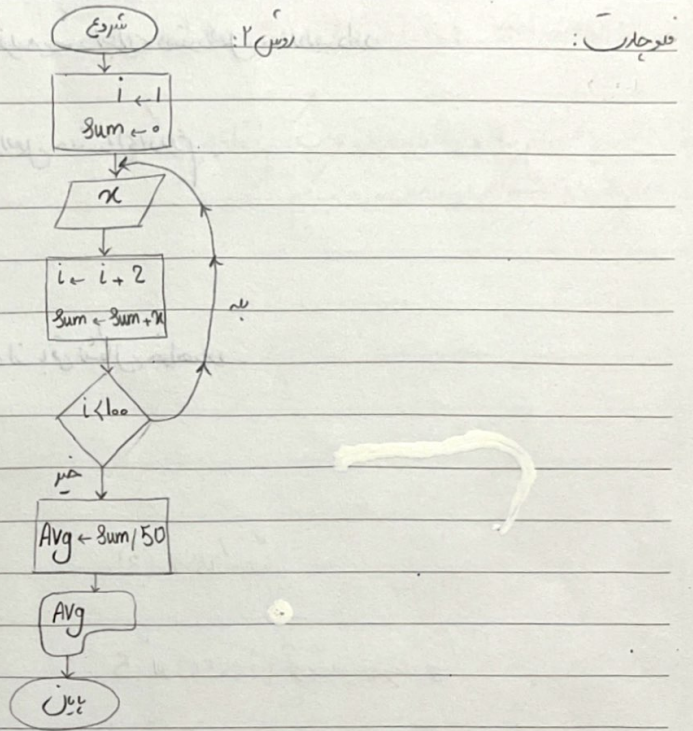 فلوچارت: روش ۲:
شروع
i ← 1
Sum ← 0
x
i ← i + 2
Sum ← Sum + x
i < 100
بله
خیر
Avg ← Sum / 50
Avg
پایان